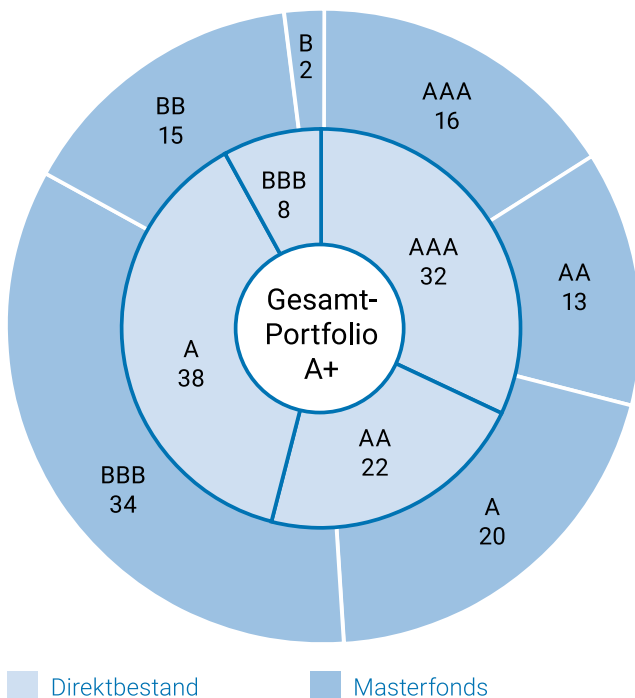 B
2
AAA
16
BB
15
BBB
8
AAA
32
AA
13
Gesamt-
Portfolio
A+
A
38
AA
22
BBB
34
A
20
Direktbestand
Masterfonds